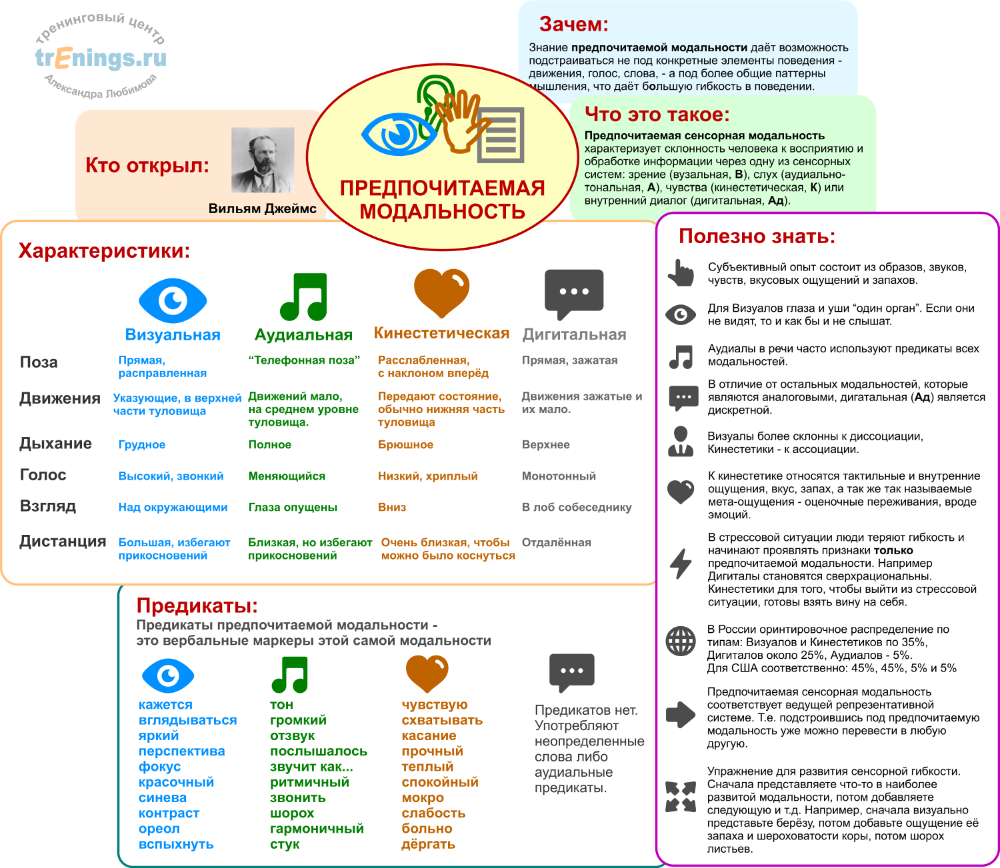 тренинговый центр
trEnings.ru
Александра Любимова
Зачем:
Знание предпочитаемой модальности даёт возможность
подстраиваться не под конкретные элементы поведения -
движения, голос, слова, - а под более общие паттерны
мышления, что даёт большую гибкость в поведении.
Кто открыл:
Вильям Джеймс
ПРЕДПОЧИТАЕМАЯ
МОДАЛЬНОСТЬ
Что это такое:
Предпочитаемая сенсорная модальность
характеризует склонность человека к восприятию и
обработке информации через одну из сенсорных
систем: зрение (вузальная, В), слух (аудиально-
тональная, А), чувства (кинестетическая, К) или
внутренний диалог (дигитальная, Ад).
Характеристики:
Визуальная
Аудиальная
Кинестетическая
Дигитальная
Поза
Прямая,
расправленная
“Телефонная поза”
Расслабленная,
с наклоном вперёд
Прямая, зажатая
Движения
Указующие, в верхней
части туловища
Движений мало,
на среднем уровне
туловища.
Передают состояние,
обычно нижняя часть
туловища
Движения зажатые и
их мало.
Дыхание
Грудное
Полное
Брюшное
Верхнее
Голос
Высокий, звонкий
Меняющийся
Низкий, хриплый
Монотонный
Взгляд
Над окружающими
Глаза опущены
Вниз
В лоб собеседнику
Дистанция
Большая, избегают
прикосновений
Близкая, но избегают
прикосновений
Очень близкая, чтобы
можно было коснуться
Отдалённая
Предикаты:
Предикаты предпочитаемой модальности -
это вербальные маркеры этой самой модальности
кажется
вглядываться
яркий
перспектива
фокус
красочный
синева
контраст
ореол
вспыхнуть
тон
громкий
отзвук
послышалось
звучит как...
ритмичный
звонить
шорох
гармоничный
стук
чувствую
схватывать
касание
прочный
теплый
спокойный
мокро
слабость
больно
дёргать
Предикатов нет.
Употребляют
неопределенные
слова либо
аудиальные
предикаты.
Полезно знать:
Субъективный опыт состоит из образов, звуков,
чувств, вкусовых ощущений и запахов.
Для Визуалов глаза и уши “один орган”. Если они
не видят, то и как бы и не слышат.
Аудиалы в речи часто используют предикаты всех
модальностей.
В отличие от остальных модальностей, которые
являются аналоговыми, дигатальная (Ад) является
дискретной.
Визуалы более склонны к диссоциации,
Кинестетики - к ассоциации.
К кинестетике относятся тактильные и внутренние
ощущения, вкус, запах, а так же так называемые
мета-ощущения - оценочные переживания, вроде
эмоций.
В стрессовой ситуации люди теряют гибкость и
начинают проявлять признаки только
предпочитаемой модальности. Например
Дигиталы становятся сверхрациональны.
Кинестетики для того, чтобы выйти из стрессовой
ситуации, готовы взять вину на себя.
В России оринтировочное распределение по
типам: Визуалов и Кинестетиков по 35%,
Дигиталов около 25%, Аудиалов - 5%.
Для США соответственно: 45%, 45%, 5% и 5%
Предпочитаемая сенсорная модальность
соответствует ведущей репрезентативной
системе. Т.е. подстроившись под предпочитаемую
модальность уже можно перевести в любую
другую.
Упражнение для развития сенсорной гибкости.
Сначала представляете что-то в наиболее
развитой модальности, потом добавляете
следующую и т.д. Например, сначала визуально
представьте берёзу, потом добавьте ощущение её
запаха и шероховатости коры, потом шорох
листьев.